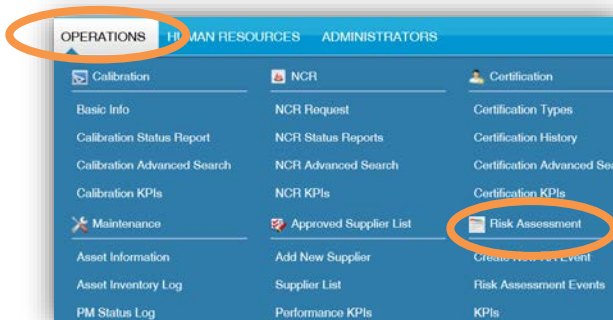 OPERATIONS HUMAN RESOURCES ADMINISTRATORS
Calibration NCR Certification
Basic Info NCR Request Certification Types
Calibration Status Report NCR Status Reports Certification History
Calibration Advanced Search NCR Advanced Search Certification Advanced Sea
Calibration KPIs NCR KPIs Certification KPIs
Maintenance Approved Supplier List Risk Assessment
Asset Information Add New Supplier Create New RA Event
Asset Inventory Log Supplier List Risk Assessment Events
PM Status Log Performance KPIs KPIs